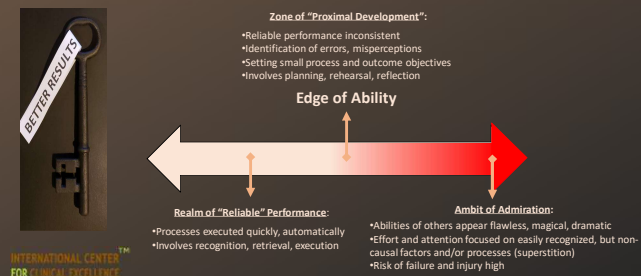 Zone of “Proximal Development”:
•Reliable performance inconsistent
•Identification of errors, misperceptions
•Setting small process and outcome objectives
•Involves planning, rehearsal, reflection
Edge of Ability
BETTER RESULTS
Realm of “Reliable” Performance:
•Processes executed quickly, automatically
•Involves recognition, retrieval, execution
Ambit of Admiration:
•Abilities of others appear flawless, magical, dramatic
•Effort and attention focused on easily recognized, but non-
causal factors and/or processes (superstition)
•Risk of failure and injury high
INTERNATIONAL CENTER™
FOR CLINICAL EXCELLENCE